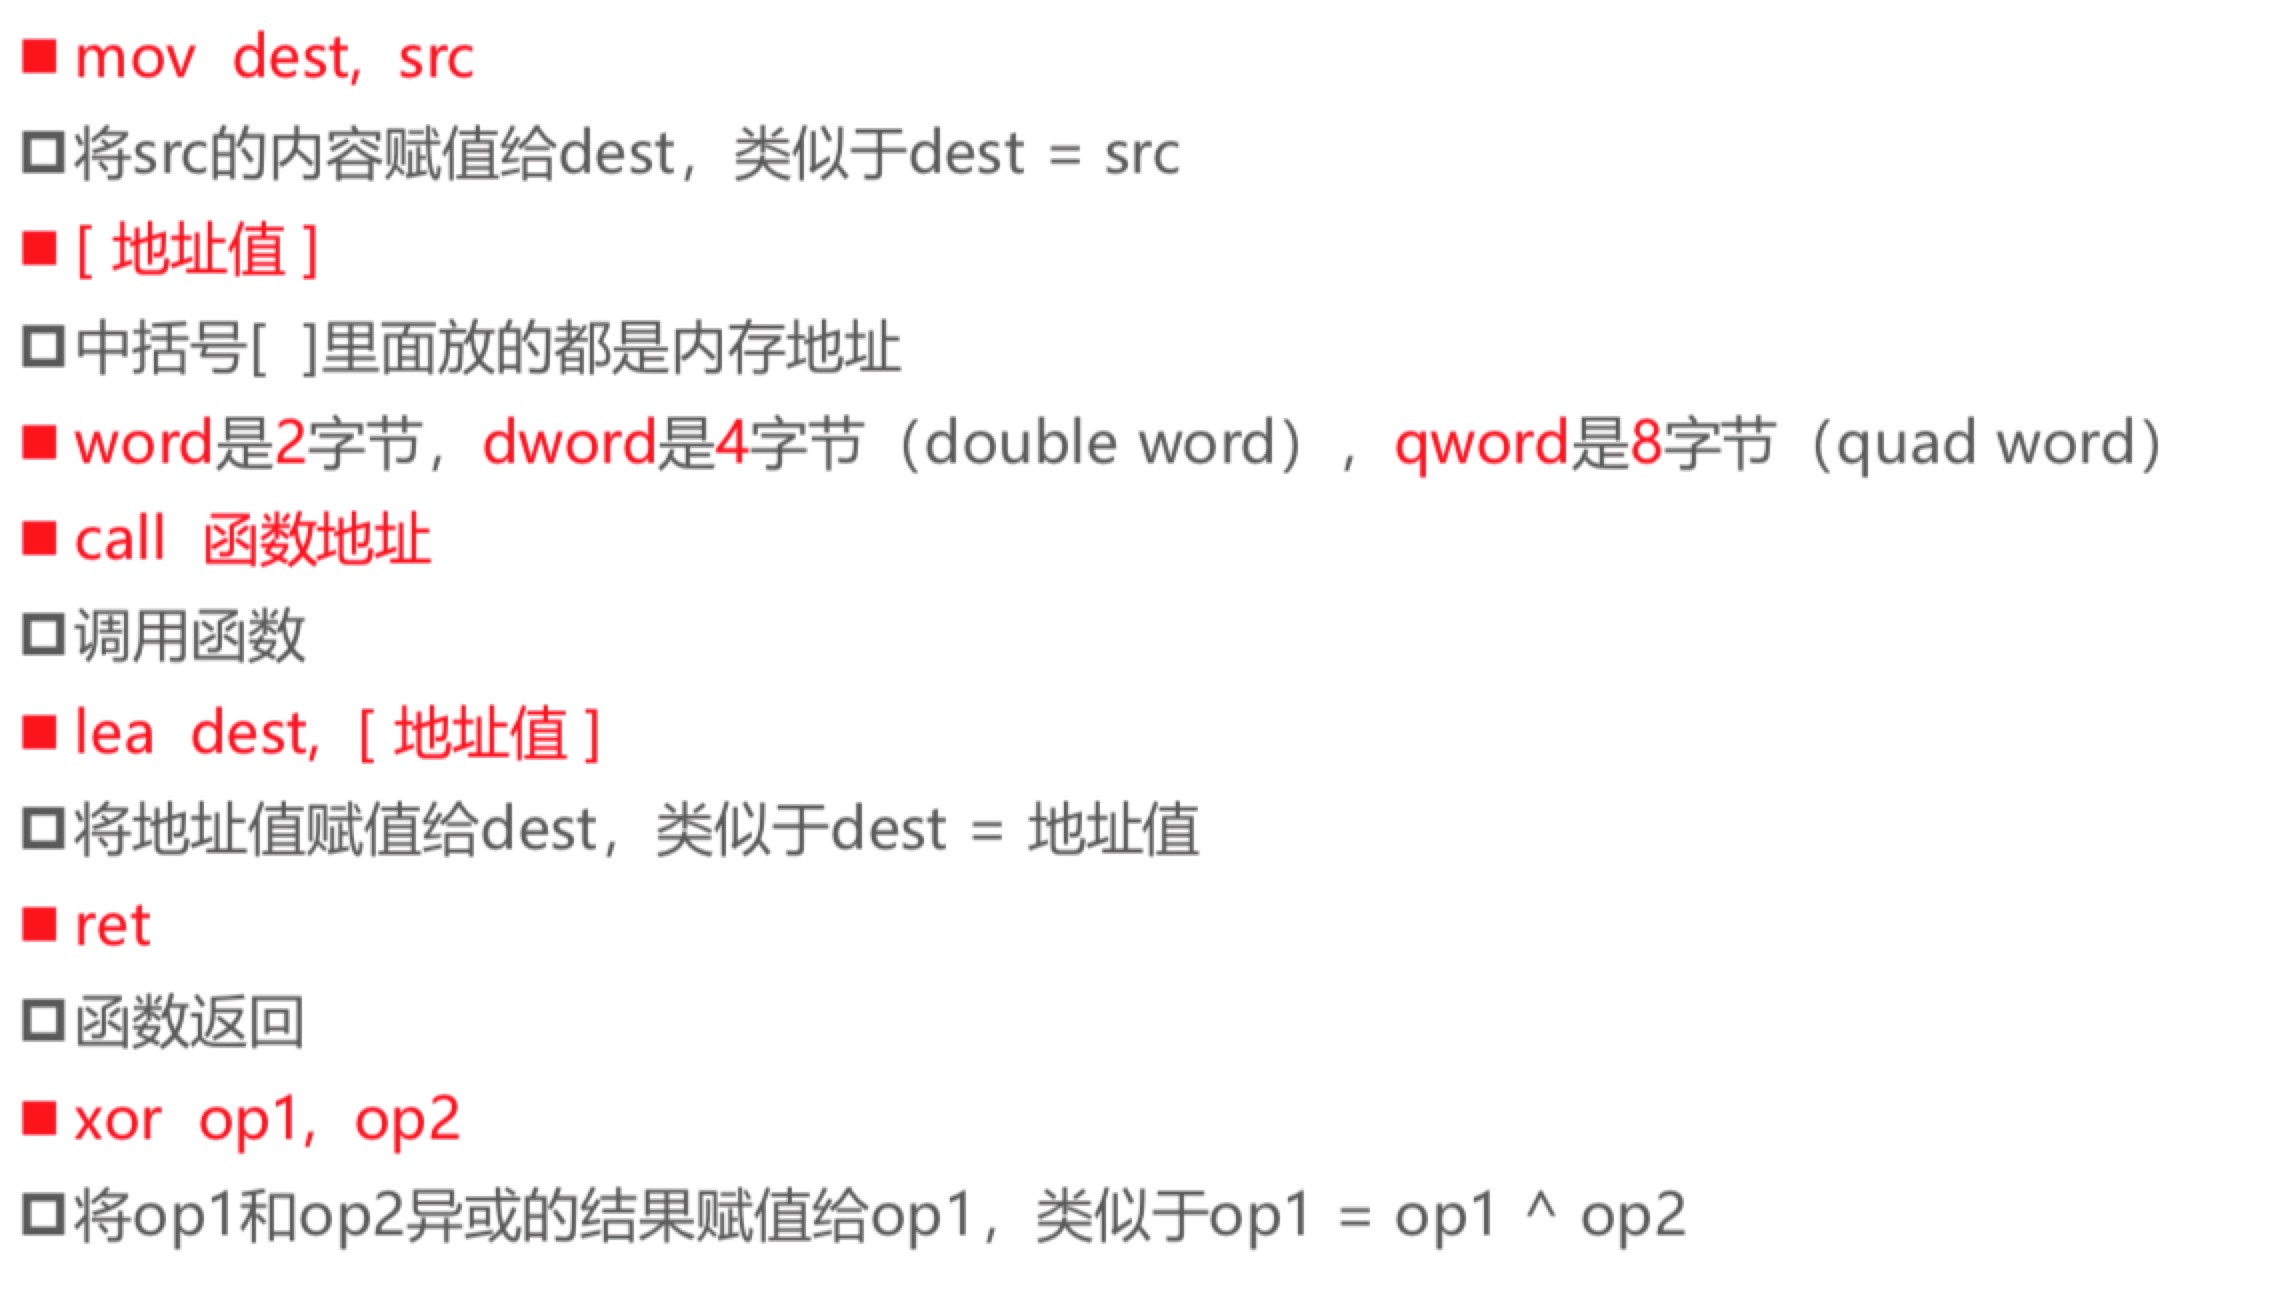 mov dest, src
将src的内容赋值给dest，类似于dest = src
[ 地址值 ]
中括号[ ]里面放的都是内存地址
word是2字节，dword是4字节（double word），qword是8字节（quad word）
call 函数地址
调用函数
lea dest, [ 地址值 ]
将地址值赋值给dest，类似于dest = 地址值
ret
函数返回
xor op1, op2
将op1和op2异或的结果赋值给op1，类似于op1 = op1 ^ op2